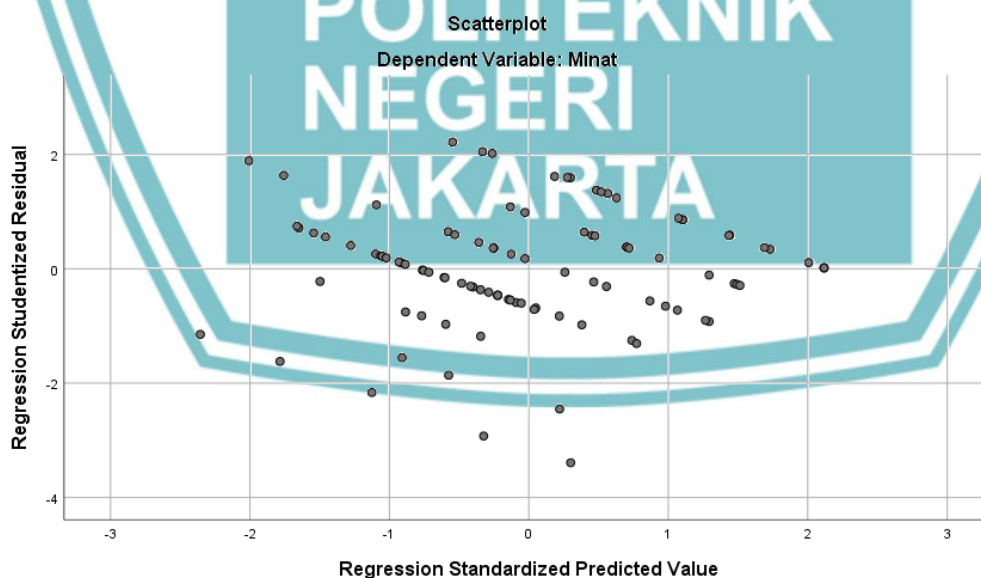 POLITEKNIK
NEGERI
JAKARTA
Scatterplot
Dependent Variable: Minat
Regression Studentized Residual
2
0
-2
-4
-3
-2
-1
0
1
2
3
Regression Standardized Predicted Value